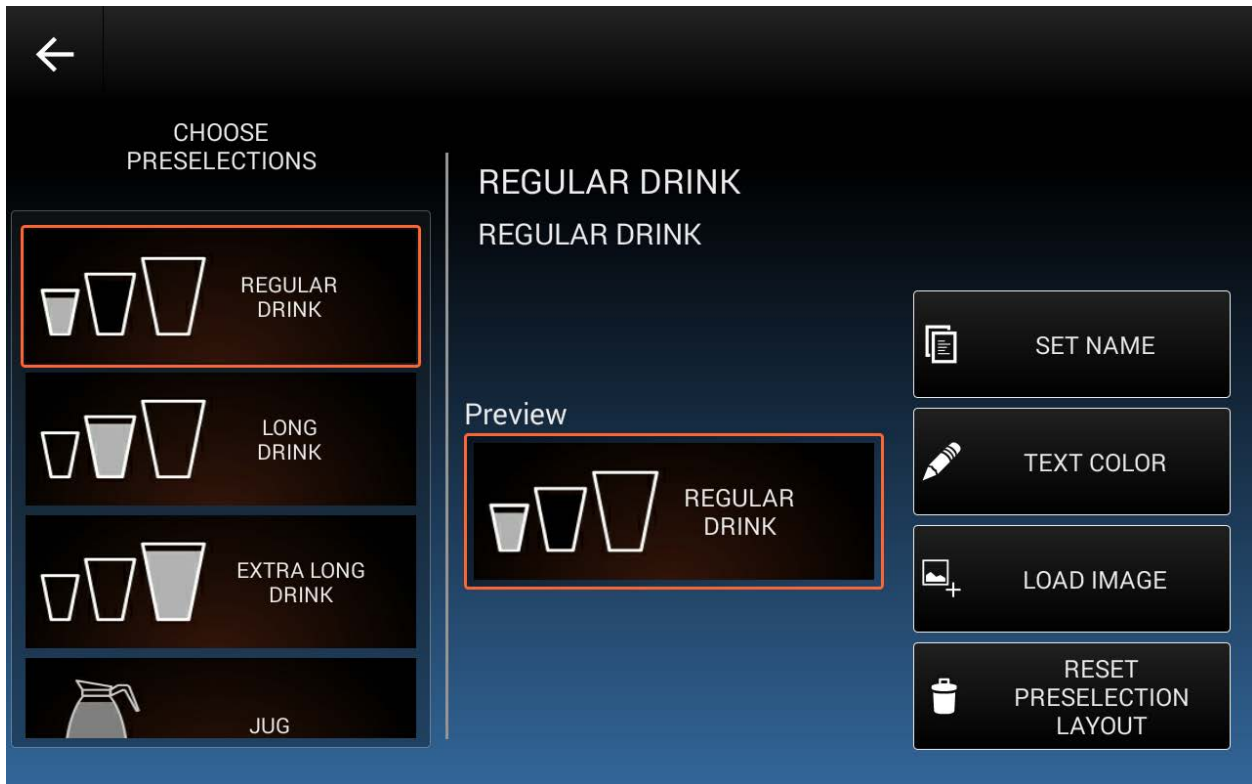 CHOOSE
PRESELECTIONS
REGULAR
DRINK
LONG
DRINK
EXTRA LONG
DRINK
JUG
REGULAR DRINK
REGULAR DRINK
Preview
REGULAR
DRINK
SET NAME
TEXT COLOR
LOAD IMAGE
RESET
PRESELECTION
LAYOUT